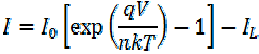 I = I₀ [exp (qV/nkT) − 1] − I_L